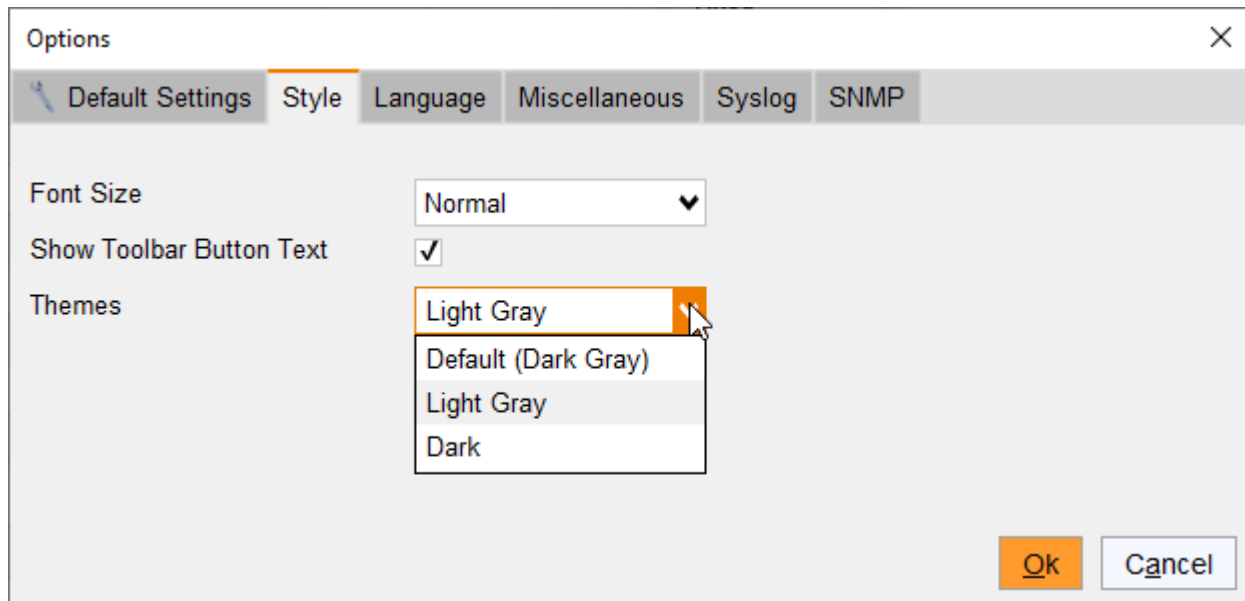 Options
Default Settings Style Language Miscellaneous Syslog SNMP
Font Size Normal
Show Toolbar Button Text
Themes Light Gray
Default (Dark Gray)
Light Gray
Dark
Ok Cancel